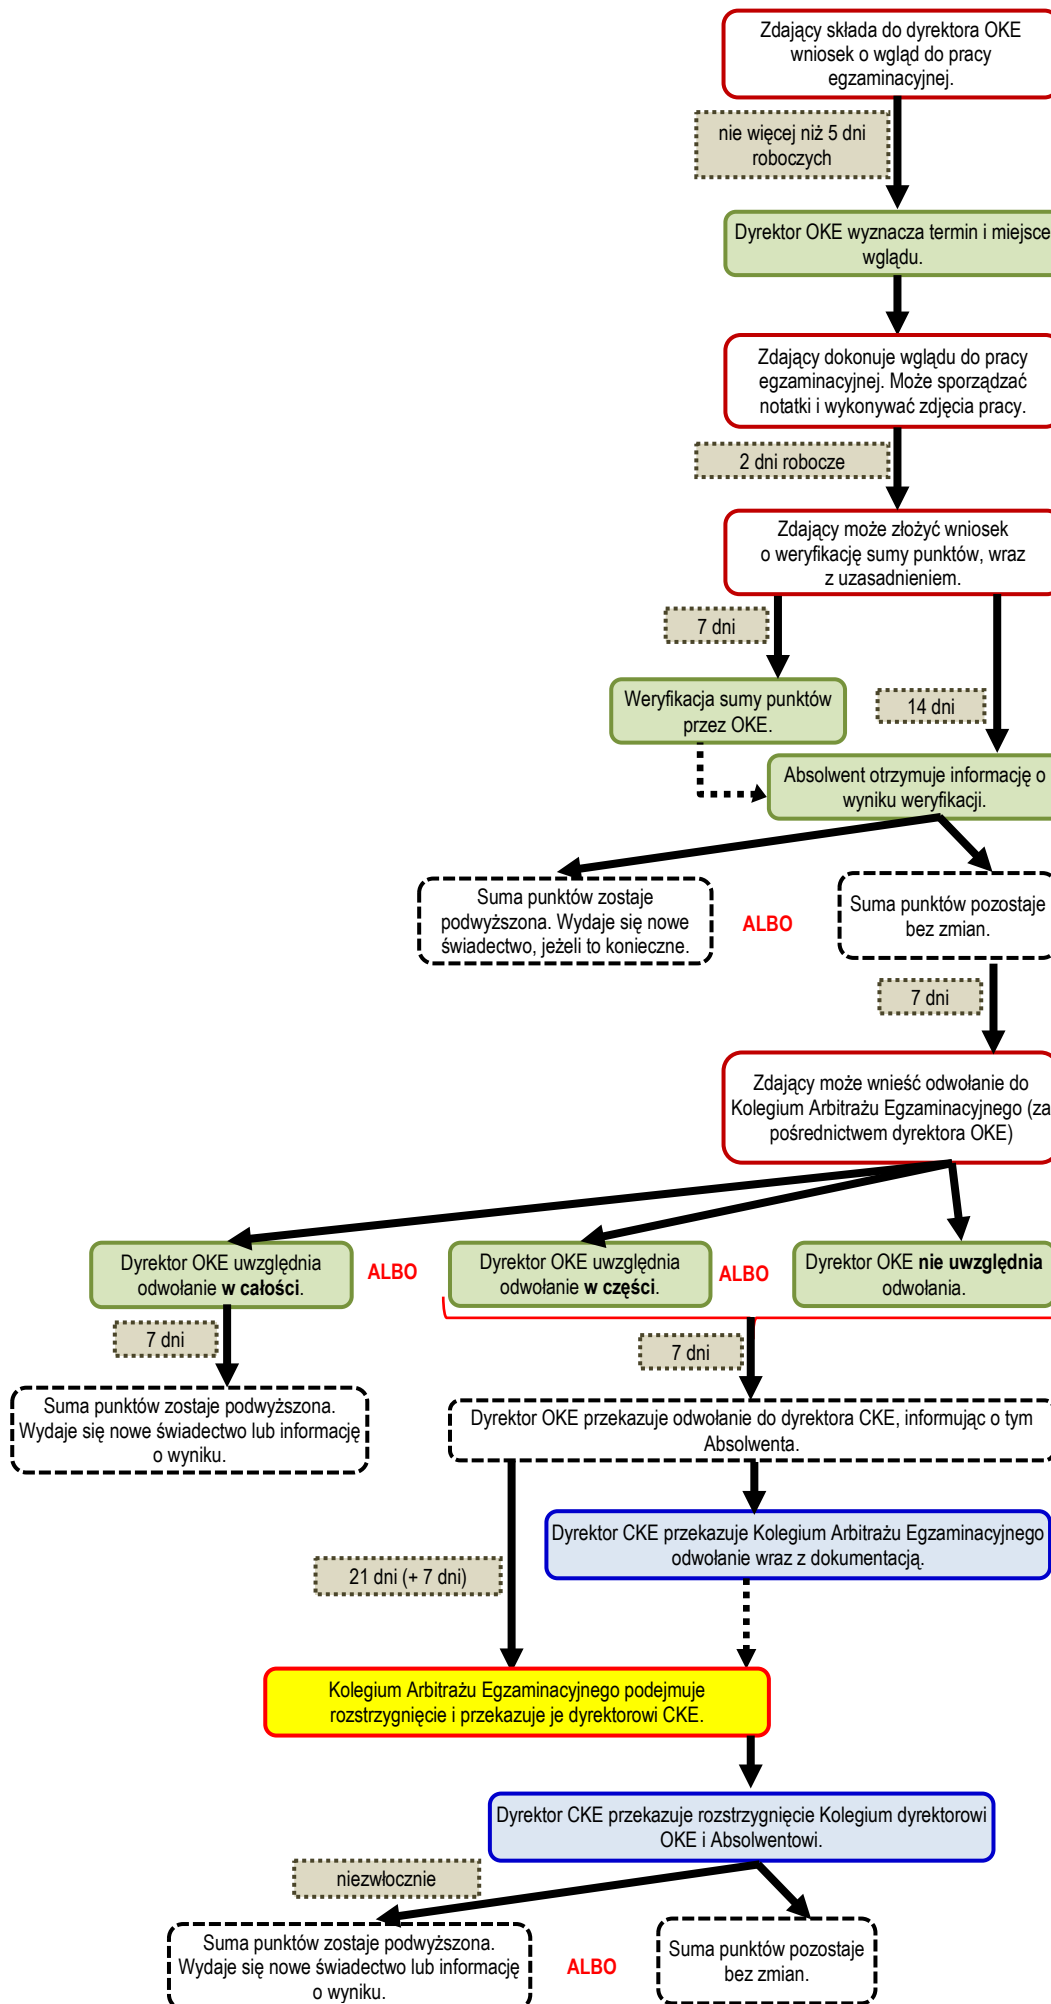 Zdający składa do dyrektora OKE
wniosek o wgląd do pracy
egzaminacyjnej.
nie więcej niż 5 dni
roboczych
Dyrektor OKE wyznacza termin i miejsce
wglądu.
Zdający dokonuje wglądu do pracy
egzaminacyjnej. Może sporządzać
notatki i wykonywać zdjęcia pracy.
2 dni robocze
Zdający może złożyć wniosek
o weryfikację sumy punktów, wraz
z uzasadnieniem.
7 dni
Weryfikacja sumy punktów
przez OKE.
14 dni
Absolwent otrzymuje informację o
wyniku weryfikacji.
Suma punktów zostaje
podwyższona. Wydaje się nowe
świadectwo, jeżeli to konieczne.
ALBO
Suma punktów pozostaje
bez zmian.
7 dni
Zdający może wnieść odwołanie do
Kolegium Arbitrażu Egzaminacyjnego (za
pośrednictwem dyrektora OKE)
Dyrektor OKE uwzględnia
odwołanie w całości.
ALBO
Dyrektor OKE uwzględnia
odwołanie w części.
ALBO
Dyrektor OKE nie uwzględnia
odwołania.
7 dni
7 dni
Suma punktów zostaje podwyższona.
Wydaje się nowe świadectwo lub informację
o wyniku.
Dyrektor OKE przekazuje odwołanie do dyrektora CKE, informując o tym
Absolwenta.
Dyrektor CKE przekazuje Kolegium Arbitrażu Egzaminacyjnego
odwołanie wraz z dokumentacją.
21 dni (+ 7 dni)
Kolegium Arbitrażu Egzaminacyjnego podejmuje
rozstrzygnięcie i przekazuje je dyrektorowi CKE.
Dyrektor CKE przekazuje rozstrzygnięcie Kolegium dyrektorowi
OKE i Absolwentowi.
niezwłocznie
Suma punktów zostaje podwyższona.
Wydaje się nowe świadectwo lub informację
o wyniku.
ALBO
Suma punktów pozostaje
bez zmian.